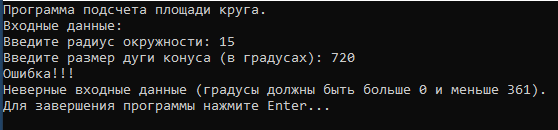 Программа подсчета площади круга.
Входные данные:
Введите радиус окружности: 15
Введите размер дуги конуса (в градусах): 720
Ошибка!!!
Неверные входные данные (градусы должны быть больше 0 и меньше 361).
Для завершения программы нажмите Enter...